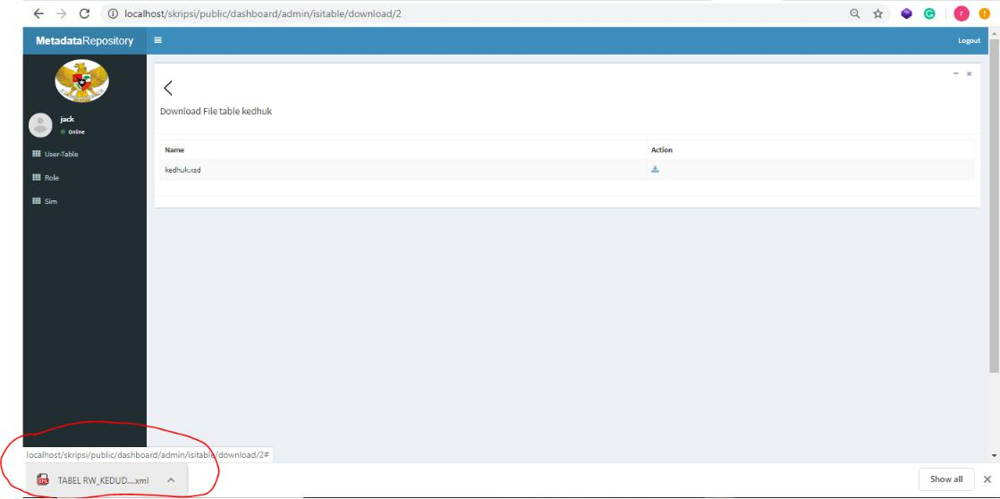 localhost/skripsi/public/dashboard/admin/isitable/download/2
r
MetadataRepository
Logout
jack
Online
User-Table
Role
Sim
Download File table kedhuk
Name Action
kedhuk.xsd
localhost/skripsi/public/dashboard/admin/isitable/download/2#
XML
TABEL RW_KEDUD....xml
Show all